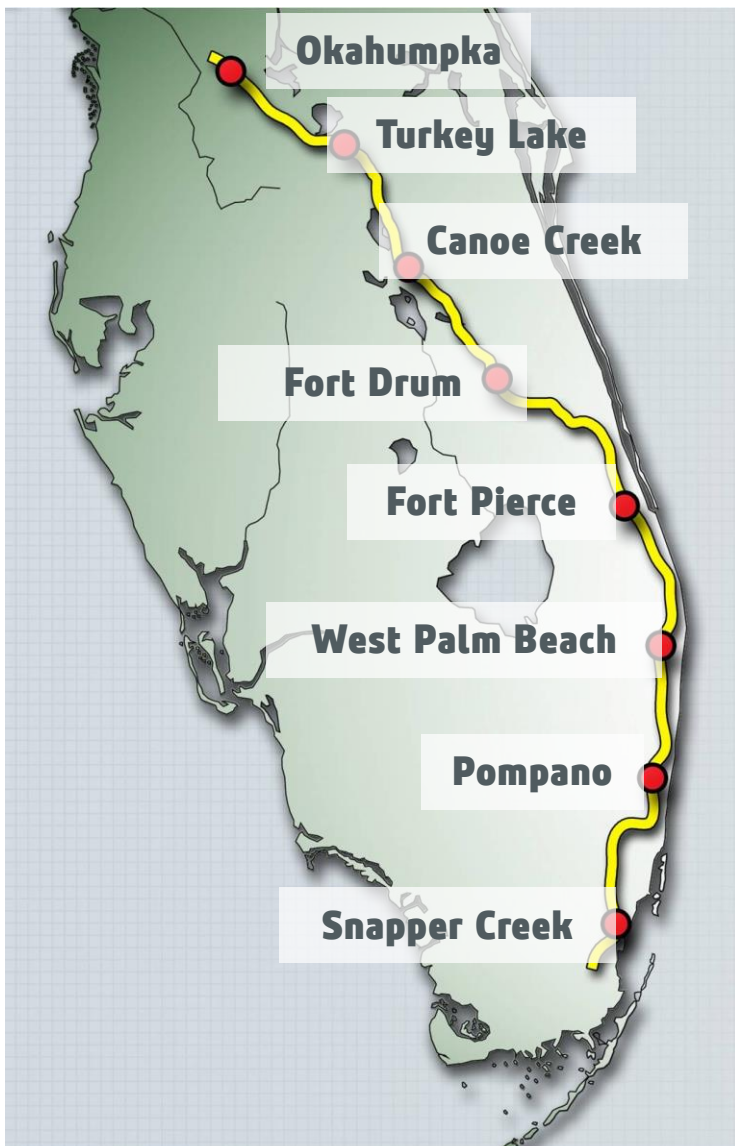 Okahumpka
Turkey Lake
Canoe Creek
Fort Drum
Fort Pierce
West Palm Beach
Pompano
Snapper Creek